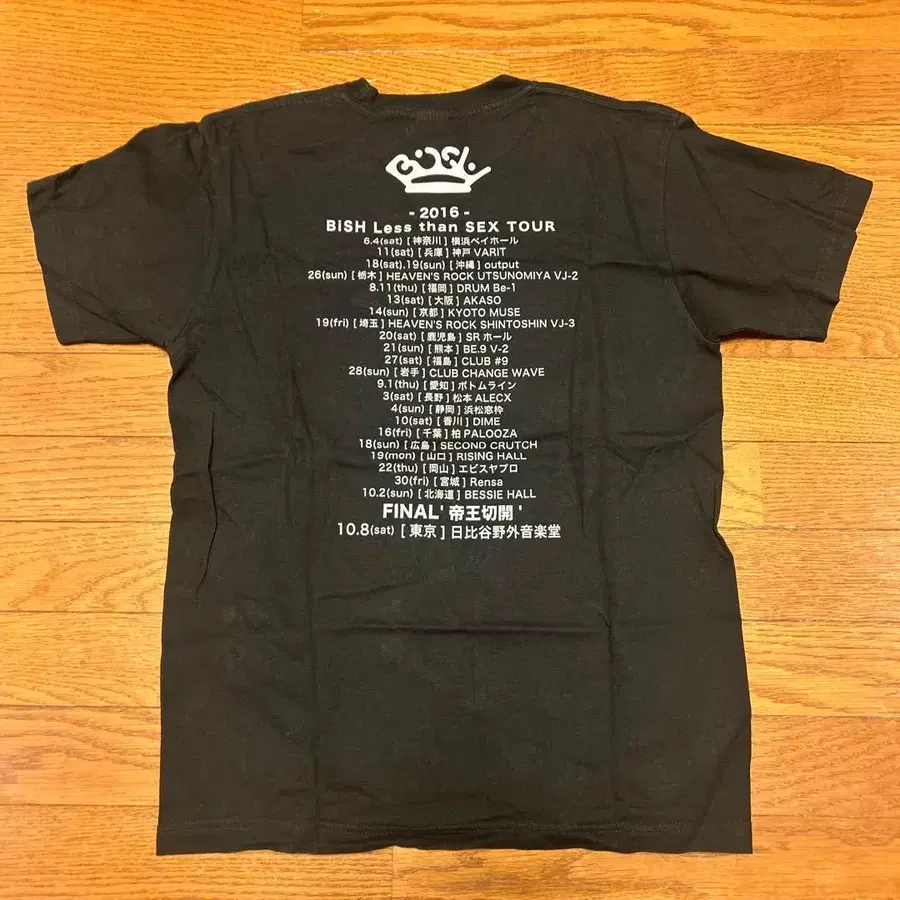 BiSH
- 2016 -
BISH Less than SEX TOUR
6.4(sat) [ 神奈川 ] 横浜ベイホール
11(sat) [ 兵庫 ] 神戸 VARIT
18(sat).19(sun) [ 沖縄 ] output
26(sun) [ 栃木 ] HEAVEN'S ROCK UTSUNOMIYA VJ-2
8.11(thu) [ 福岡 ] DRUM Be-1
13(sat) [ 大阪 ] AKASO
14(sun) [ 京都 ] KYOTO MUSE
19(fri) [ 埼玉 ] HEAVEN'S ROCK SHINTOSHIN VJ-3
20(sat) [ 鹿児島 ] SR ホール
21(sun) [ 熊本 ] BE.9 V-2
27(sat) [ 福島 ] CLUB #9
28(sun) [ 岩手 ] CLUB CHANGE WAVE
9.1(thu) [ 愛知 ] ボトムライン
3(sat) [ 長野 ] 松本 ALECX
4(sun) [ 静岡 ] 浜松窓枠
10(sat) [ 香川 ] DIME
16(fri) [ 千葉 ] 柏 PALOOZA
18(sun) [ 広島 ] SECOND CRUTCH
19(mon) [ 山口 ] RISING HALL
22(thu) [ 岡山 ] エビスヤプロ
30(fri) [ 宮城 ] Rensa
10.2(sun) [ 北海道 ] BESSIE HALL
FINAL' 帝王切開 '
10.8(sat) [ 東京 ] 日比谷野外音楽堂